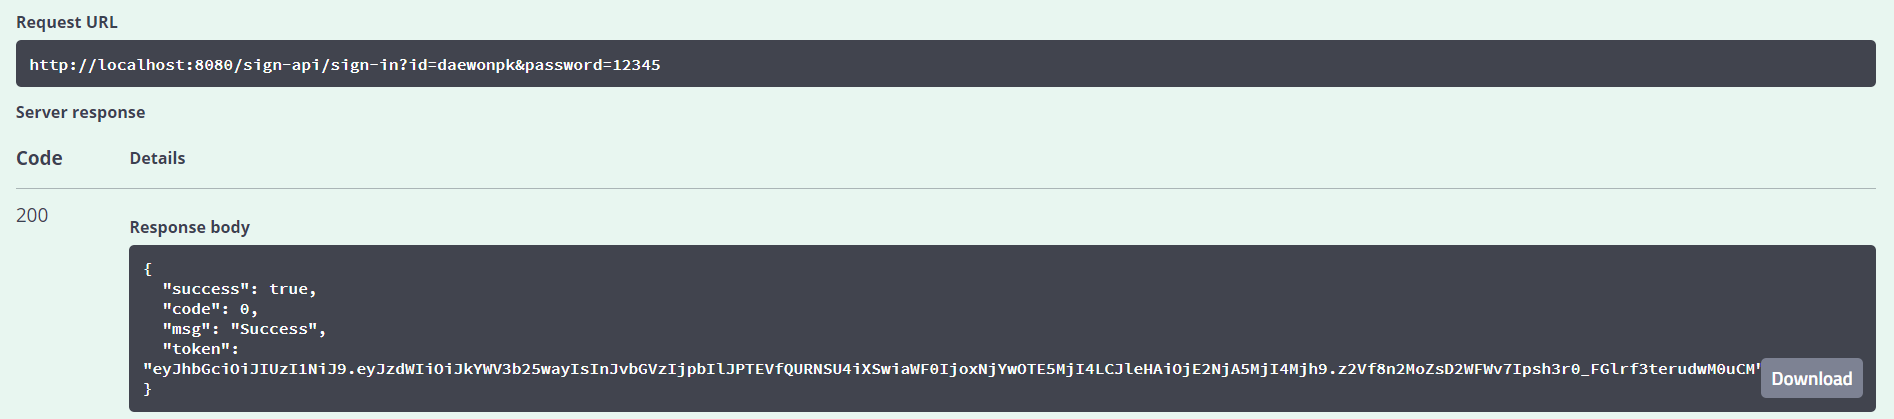 Request URL
http://localhost:8080/sign-api/sign-in?id=daewonpk&password=12345
Server response
Code Details
200
Response body
{
  "success": true,
  "code": 0,
  "msg": "Success",
  "token":
"eyJhbGciOiJIUzI1NiJ9.eyJzdWIiOiJkYWV3b25wayIsInJvbGVzIjpbIlJPTEVfQURNSU4iXSwiaWF0IjoxNjYwOTE5MjI4LCJleHAiOjE2NjA5MjI4Mjh9.z2Vf8n2MoZsD2WFWv7Ipsh3r0_FGlrf3terudwM0uCM"
}
Download